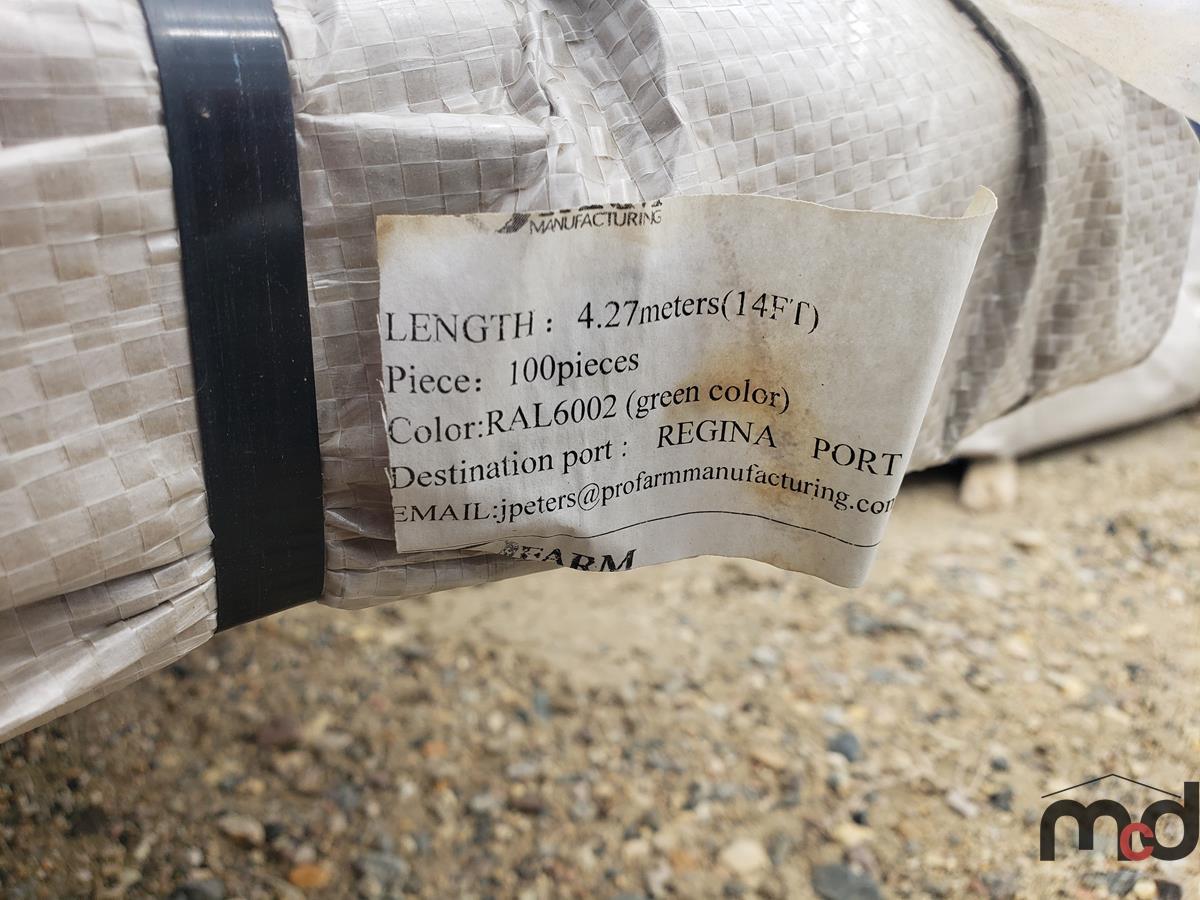 MANUFACTURING
LENGTH： 4.27meters(14FT)
Piece： 100pieces
Color:RAL6002 (green color)
Destination port： REGINA PORT
EMAIL:jpeters@profarmmanufacturing.com
FARM
mcd